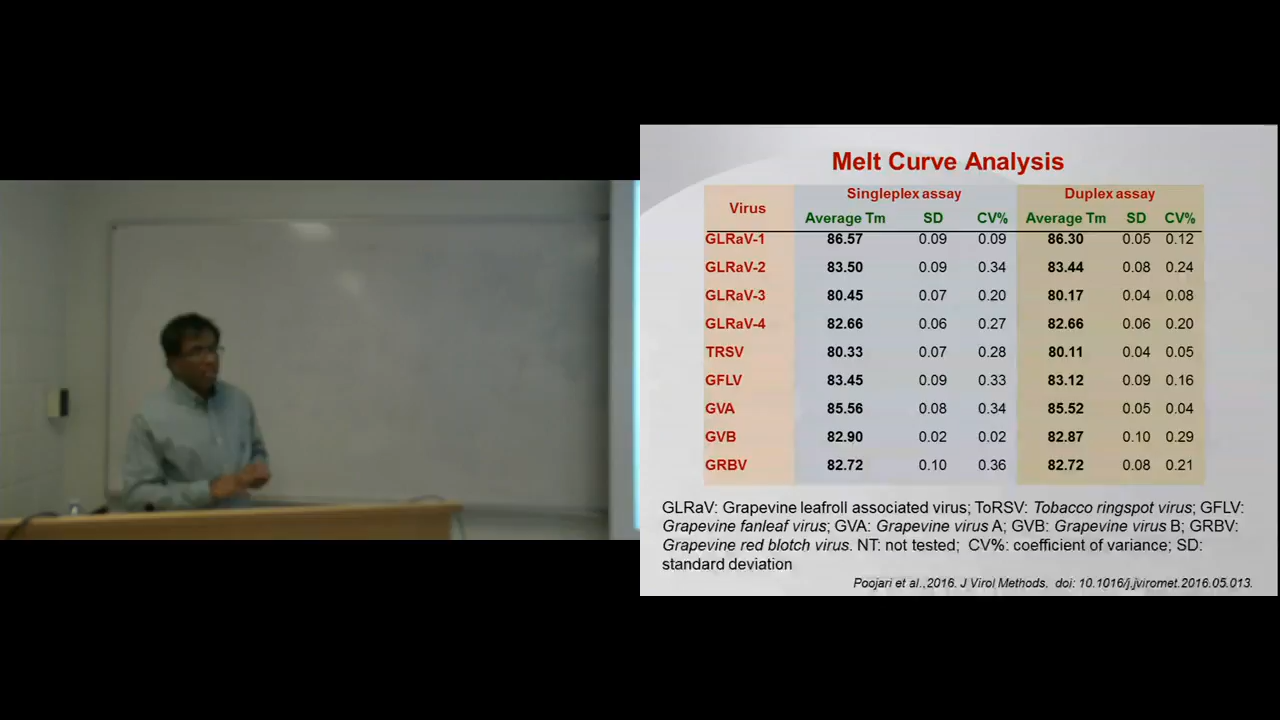 Melt Curve Analysis
Virus Singleplex assay Duplex assay
Average Tm SD CV% Average Tm SD CV%
GLRaV-1 86.57 0.09 0.09 86.30 0.05 0.12
GLRaV-2 83.50 0.09 0.34 83.44 0.08 0.24
GLRaV-3 80.45 0.07 0.20 80.17 0.04 0.08
GLRaV-4 82.66 0.06 0.27 82.66 0.06 0.20
TRSV 80.33 0.07 0.28 80.11 0.04 0.05
GFLV 83.45 0.09 0.33 83.12 0.09 0.16
GVA 85.56 0.08 0.34 85.52 0.05 0.04
GVB 82.90 0.02 0.02 82.87 0.10 0.29
GRBV 82.72 0.10 0.36 82.72 0.08 0.21
GLRaV: Grapevine leafroll associated virus; ToRSV: Tobacco ringspot virus; GFLV:
Grapevine fanleaf virus; GVA: Grapevine virus A; GVB: Grapevine virus B; GRBV:
Grapevine red blotch virus. NT: not tested; CV%: coefficient of variance; SD:
standard deviation
Poojari et al.,2016. J Virol Methods. doi: 10.1016/j.jviromet.2016.05.013.